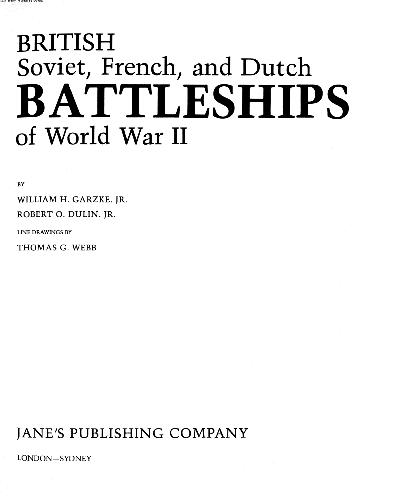 BRITISH
Soviet, French, and Dutch
BATTLESHIPS
of World War II
BY
WILLIAM H. GARZKE, JR.
ROBERT O. DULIN, JR.
LINE DRAWINGS BY
THOMAS G. WEBB
JANE'S PUBLISHING COMPANY
LONDON—SYDNEY